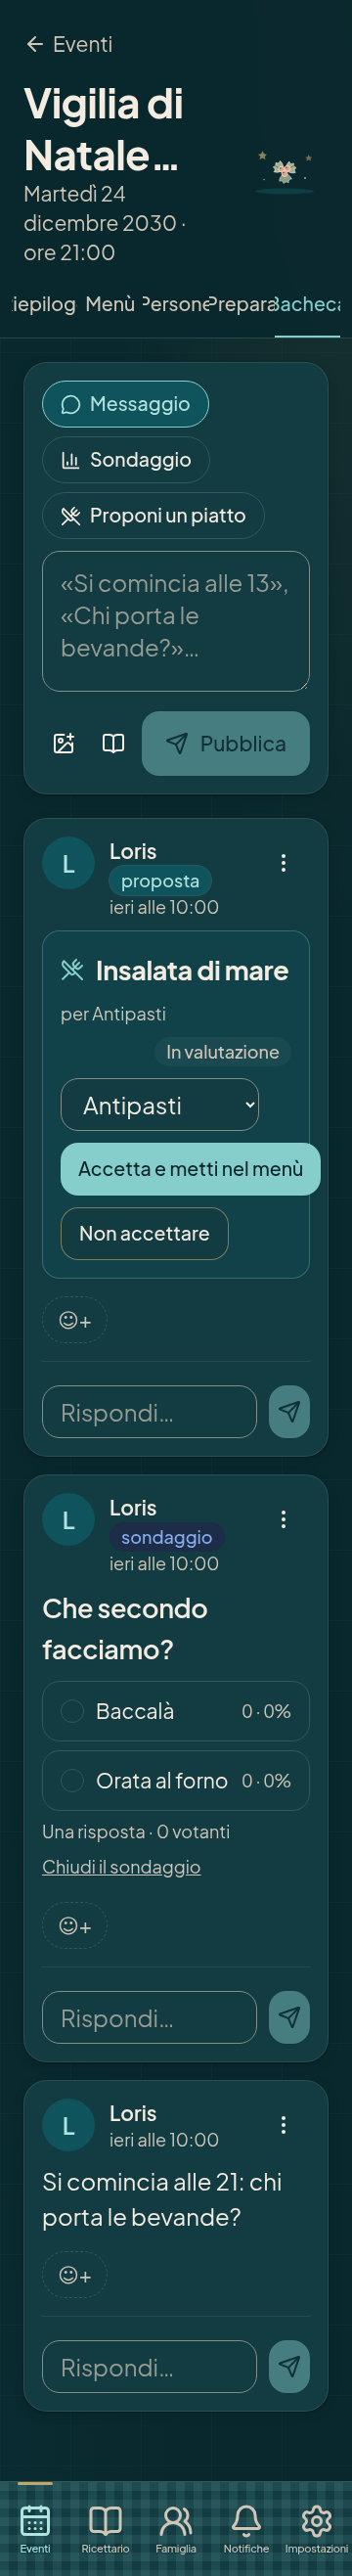 Eventi
Vigilia di
Natale…
Martedì 24
dicembre 2030 ·
ore 21:00
iepilog Menù Persone Prepara Bacheca
Messaggio
Sondaggio
Proponi un piatto
«Si comincia alle 13»,
«Chi porta le
bevande?»…
Pubblica
L Loris
proposta
ieri alle 10:00
Insalata di mare
per Antipasti
In valutazione
Antipasti
Accetta e metti nel menù
Non accettare
+
Rispondi…
L Loris
sondaggio
ieri alle 10:00
Che secondo
facciamo?
Baccalà 0 · 0%
Orata al forno 0 · 0%
Una risposta · 0 votanti
Chiudi il sondaggio
+
Rispondi…
L Loris
ieri alle 10:00
Si comincia alle 21: chi
porta le bevande?
+
Rispondi…
Eventi Ricettario Famiglia Notifiche Impostazioni